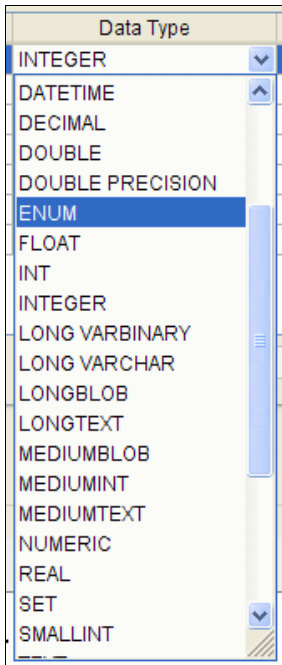 Data Type
INTEGER
DATETIME
DECIMAL
DOUBLE
DOUBLE PRECISION
ENUM
FLOAT
INT
INTEGER
LONG VARBINARY
LONG VARCHAR
LONGBLOB
LONGTEXT
MEDIUMBLOB
MEDIUMINT
MEDIUMTEXT
NUMERIC
REAL
SET
SMALLINT